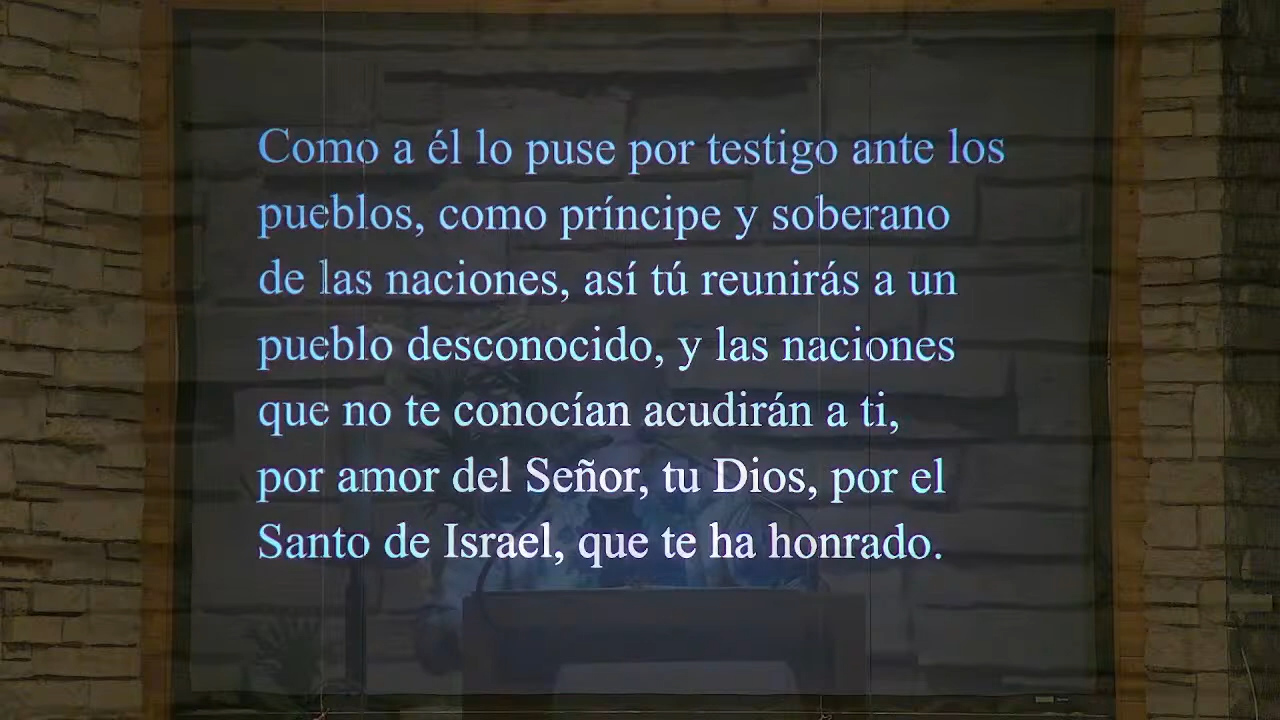 Como a él lo puse por testigo ante los
pueblos, como príncipe y soberano
de las naciones, así tú reunirás a un
pueblo desconocido, y las naciones
que no te conocían acudirán a ti,
por amor del Señor, tu Dios, por el
Santo de Israel, que te ha honrado.